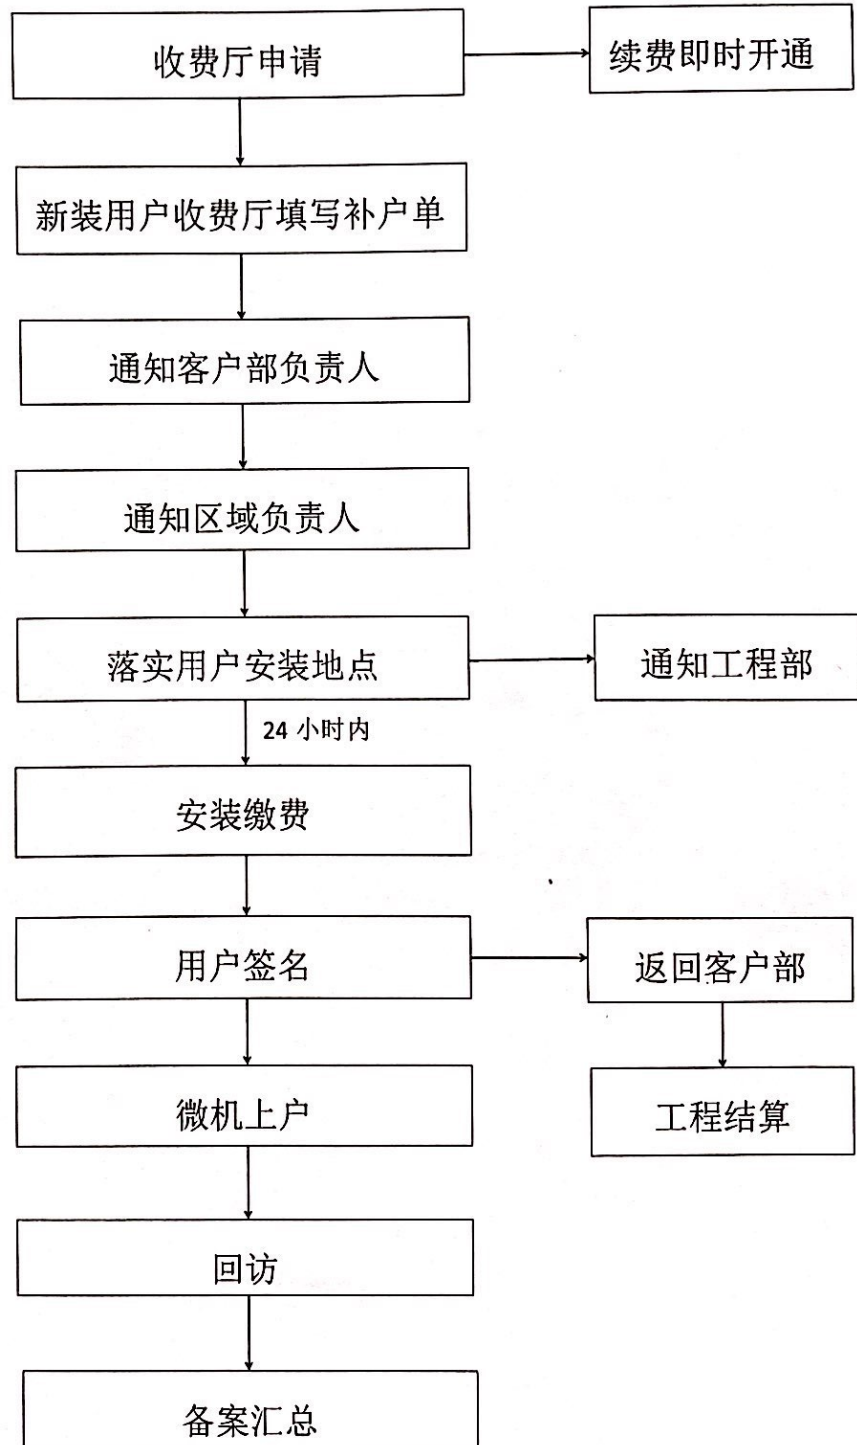 收费厅申请
续费即时开通
新装用户收费厅填写补户单
通知客户部负责人
通知区域负责人
落实用户安装地点
通知工程部
24 小时内
安装缴费
用户签名
返回客户部
微机上户
工程结算
回访
备案汇总